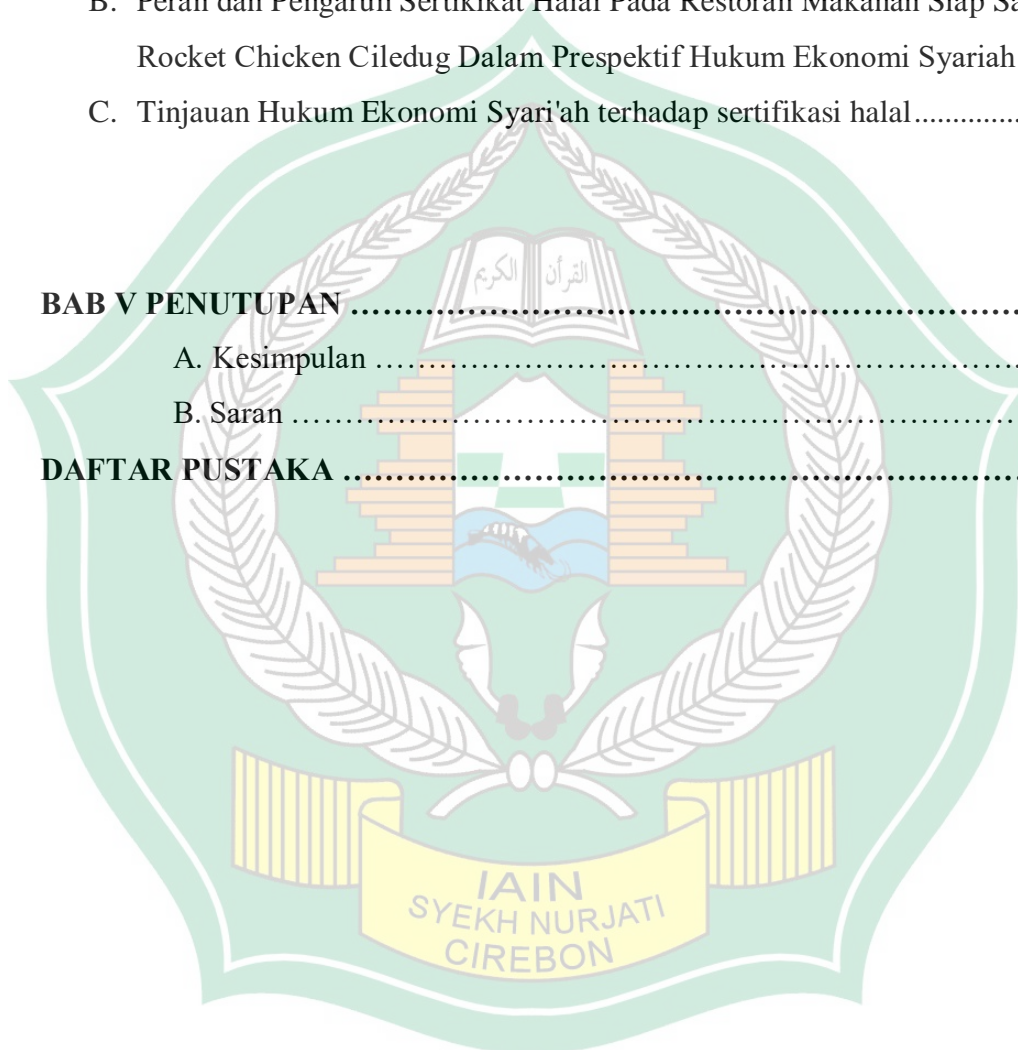 B. Peran dan Pengaruh Sertikikat Halal Pada Restoran Makanan Siap Sa
Rocket Chicken Ciledug Dalam Prespektif Hukum Ekonomi Syariah
C. Tinjauan Hukum Ekonomi Syari'ah terhadap sertifikasi halal...............
القرآن الكريم
BAB V PENUTUPAN ................................................................
A. Kesimpulan ................................................................
B. Saran ................................................................
DAFTAR PUSTAKA ................................................................
IAIN
SYEKH NURJATI
CIREBON